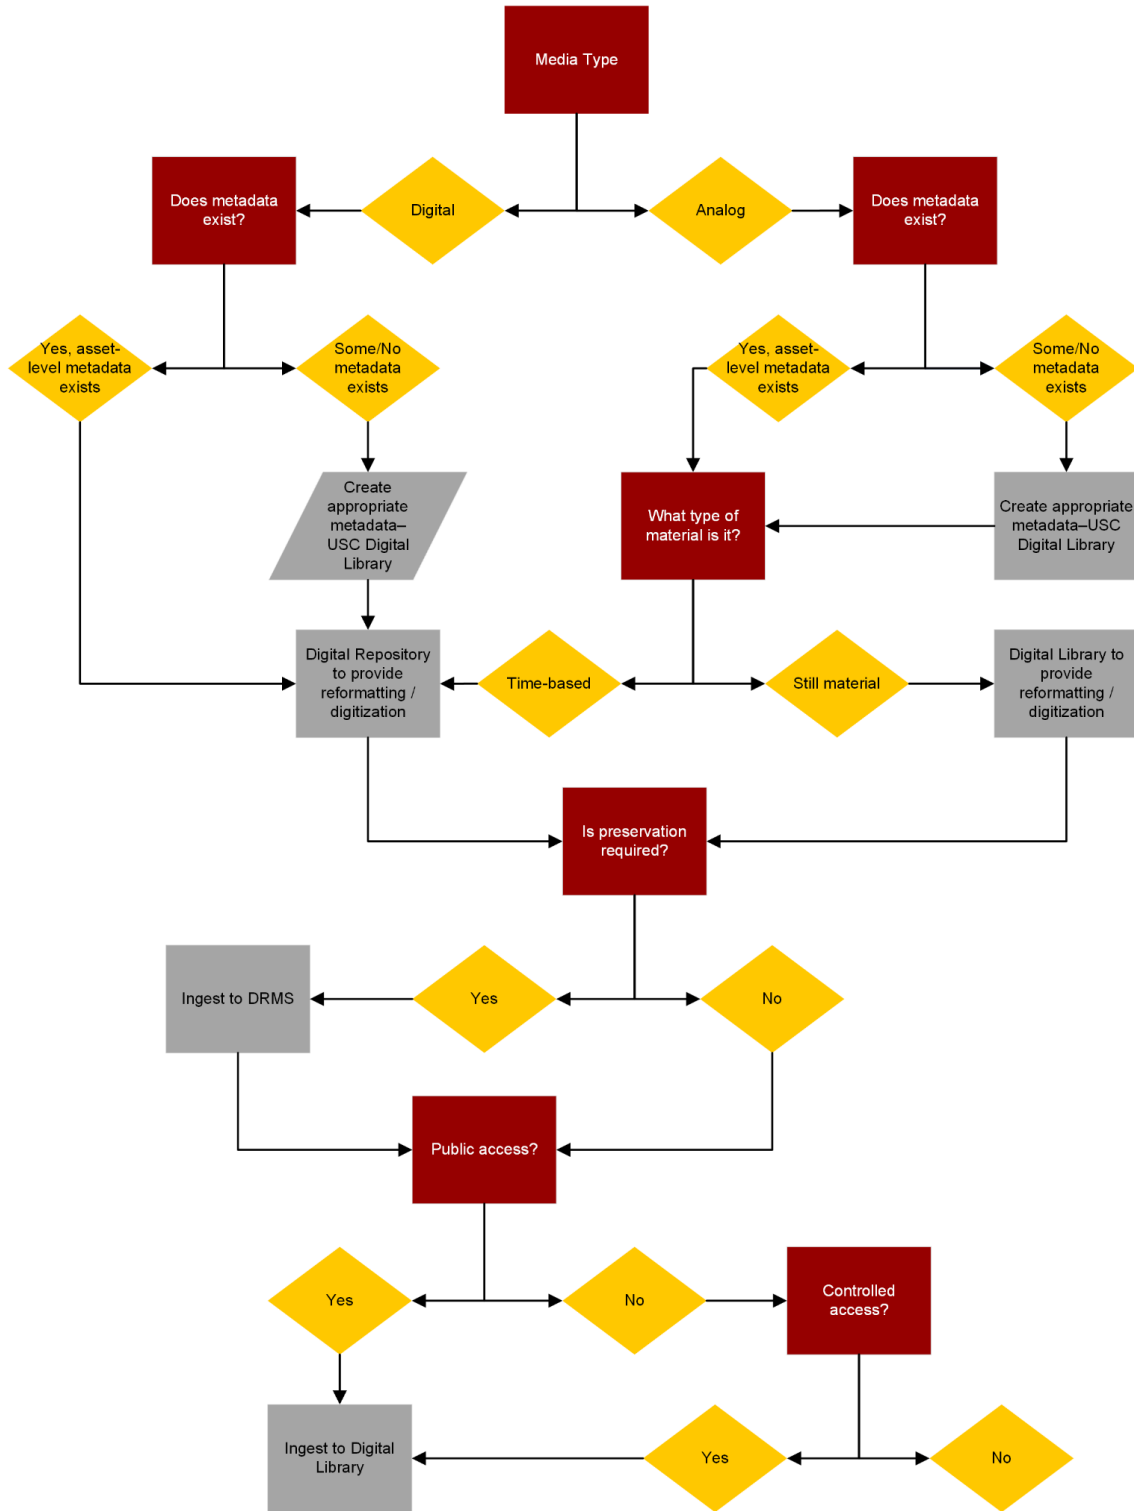 Media Type
Does metadata
exist?
Digital
Analog
Does metadata
exist?
Yes, asset-
level metadata
exists
Some/No
metadata
exists
Yes, asset-
level metadata
exists
Some/No
metadata
exists
Create
appropriate
metadata–
USC Digital
Library
What type of
material is it?
Create appropriate
metadata–USC
Digital Library
Digital Repository
to provide
reformatting /
digitization
Time-based
Still material
Digital Library to
provide
reformatting /
digitization
Is preservation
required?
Ingest to DRMS
Yes
No
Public access?
Yes
No
Controlled
access?
Ingest to Digital
Library
Yes
No